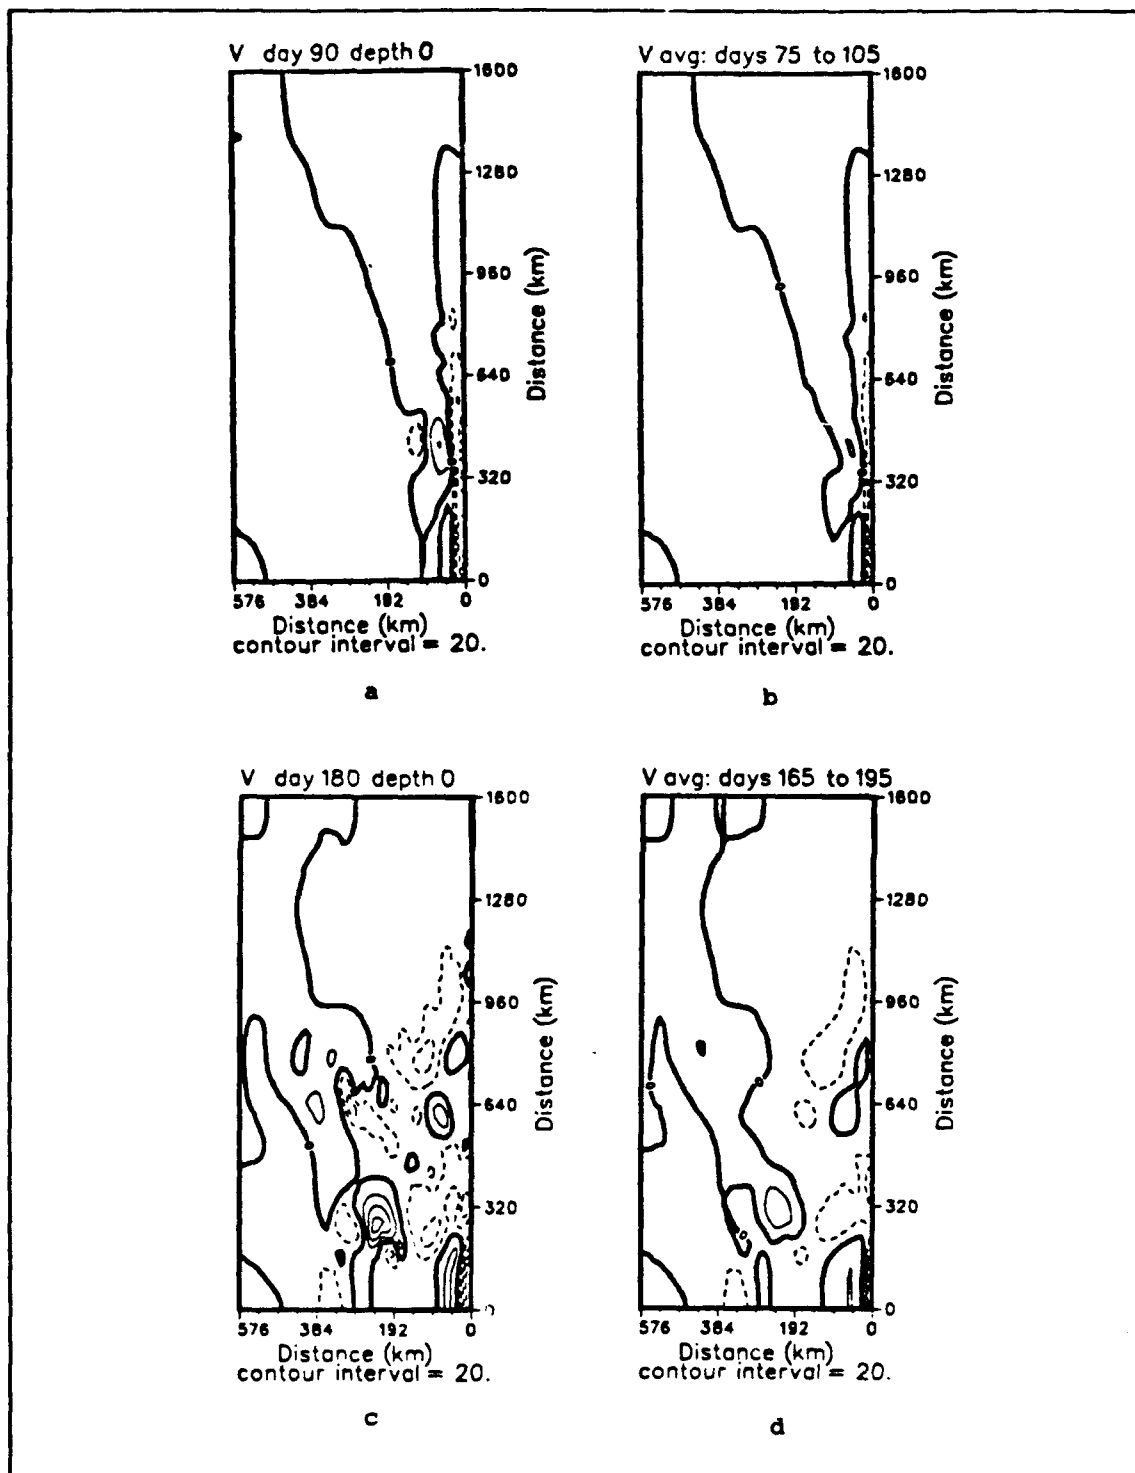 V day 90 depth 0
1600
1280
960
640
320
0
Distance (km)
576 384 192 0
Distance (km)
contour interval = 20.
a
V avg: days 75 to 105
1600
1280
960
640
320
0
Distance (km)
576 384 192 0
Distance (km)
contour interval = 20.
b
V day 180 depth 0
1600
1280
960
640
320
0
Distance (km)
576 384 192 0
Distance (km)
contour interval = 20.
c
V avg: days 165 to 195
1600
1280
960
640
320
0
Distance (km)
576 384 192 0
Distance (km)
contour interval = 20.
d